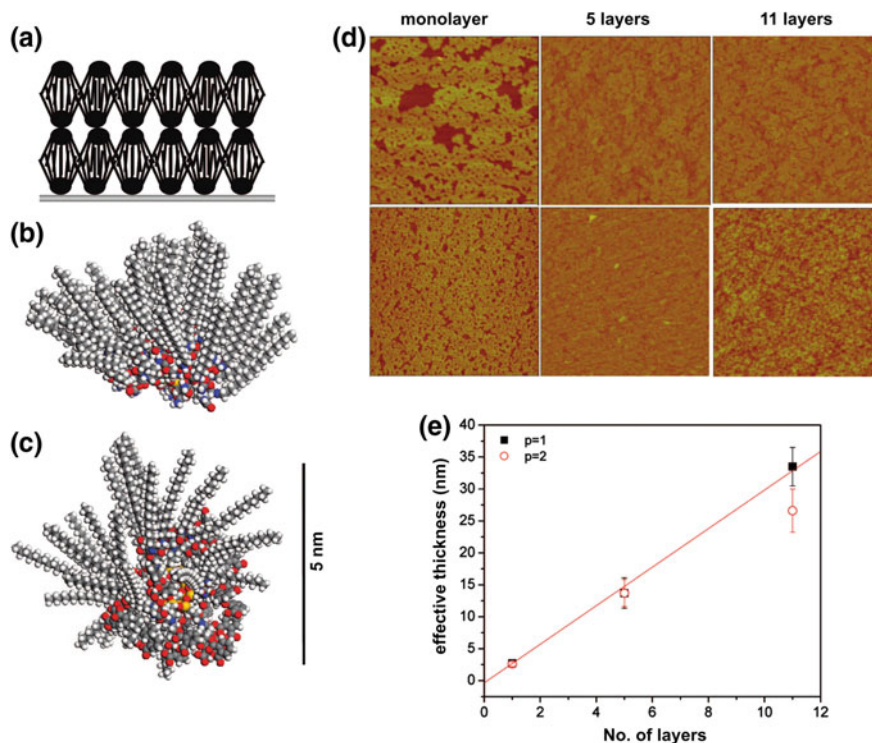 (a)
(b)
(c)
5 nm
(d)
monolayer 5 layers 11 layers
(e)
p=1
p=2
effective thickness (nm)
40
35
30
25
20
15
10
5
0
0 2 4 6 8 10 12
No. of layers